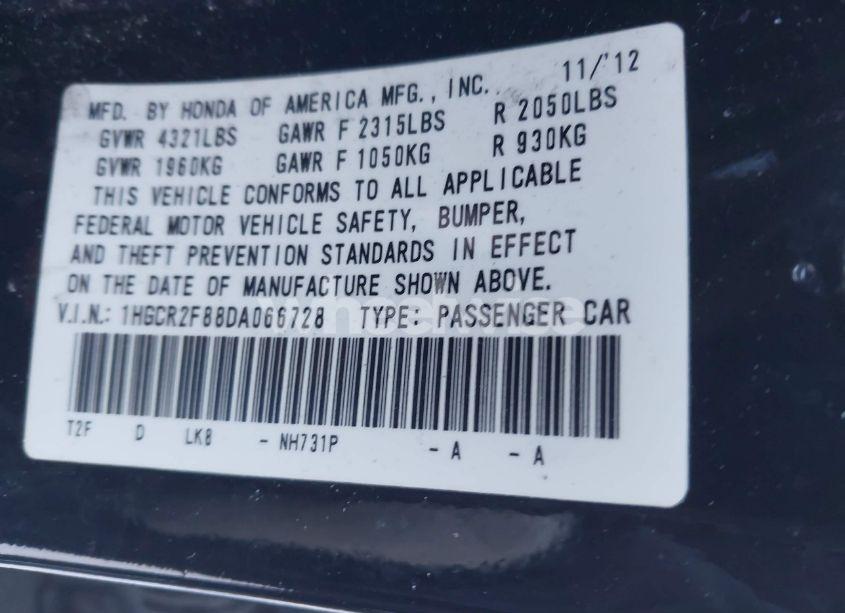 MFD. BY HONDA OF AMERICA MFG., INC. 11/'12
GVWR 4321LBS GAWR F 2315LBS R 2050LBS
GVWR 1960KG GAWR F 1050KG R 930KG
THIS VEHICLE CONFORMS TO ALL APPLICABLE
FEDERAL MOTOR VEHICLE SAFETY, BUMPER,
AND THEFT PREVENTION STANDARDS IN EFFECT
ON THE DATE OF MANUFACTURE SHOWN ABOVE.
V.I.N.: 1HGCR2F88DA066728 TYPE: PASSENGER CAR
T2F D LK8 - NH731P - A - A